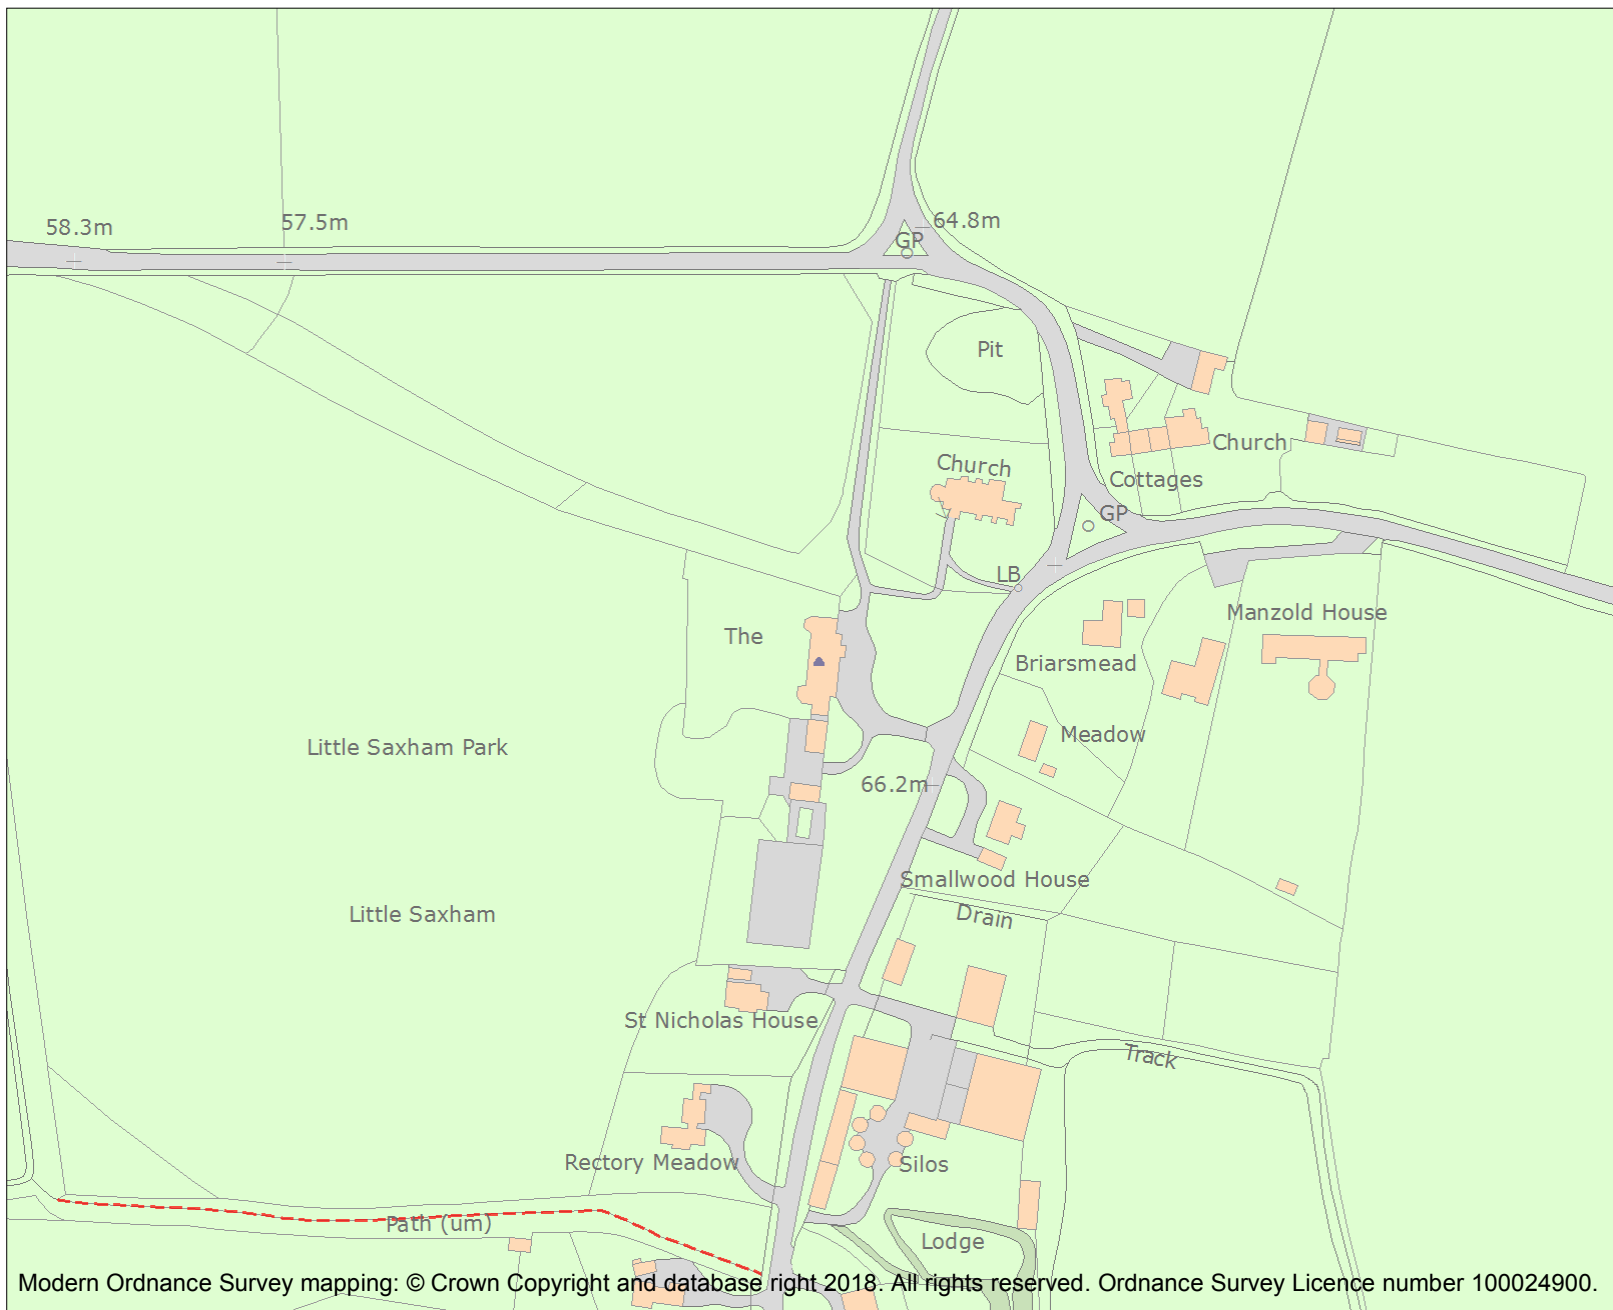 64.8m
58.3m
57.5m
GP
Pit
Church
Church
Cottages
GP
LB
Manzold House
The
Briarsmead
Meadow
Little Saxham Park
66.2m
Smallwood House
Little Saxham
Drain
St Nicholas House
Track
Rectory Meadow
Silos
Path (um)
Lodge
Modern Ordnance Survey mapping: © Crown Copyright and database right 2018. All rights reserved. Ordnance Survey Licence number 100024900.